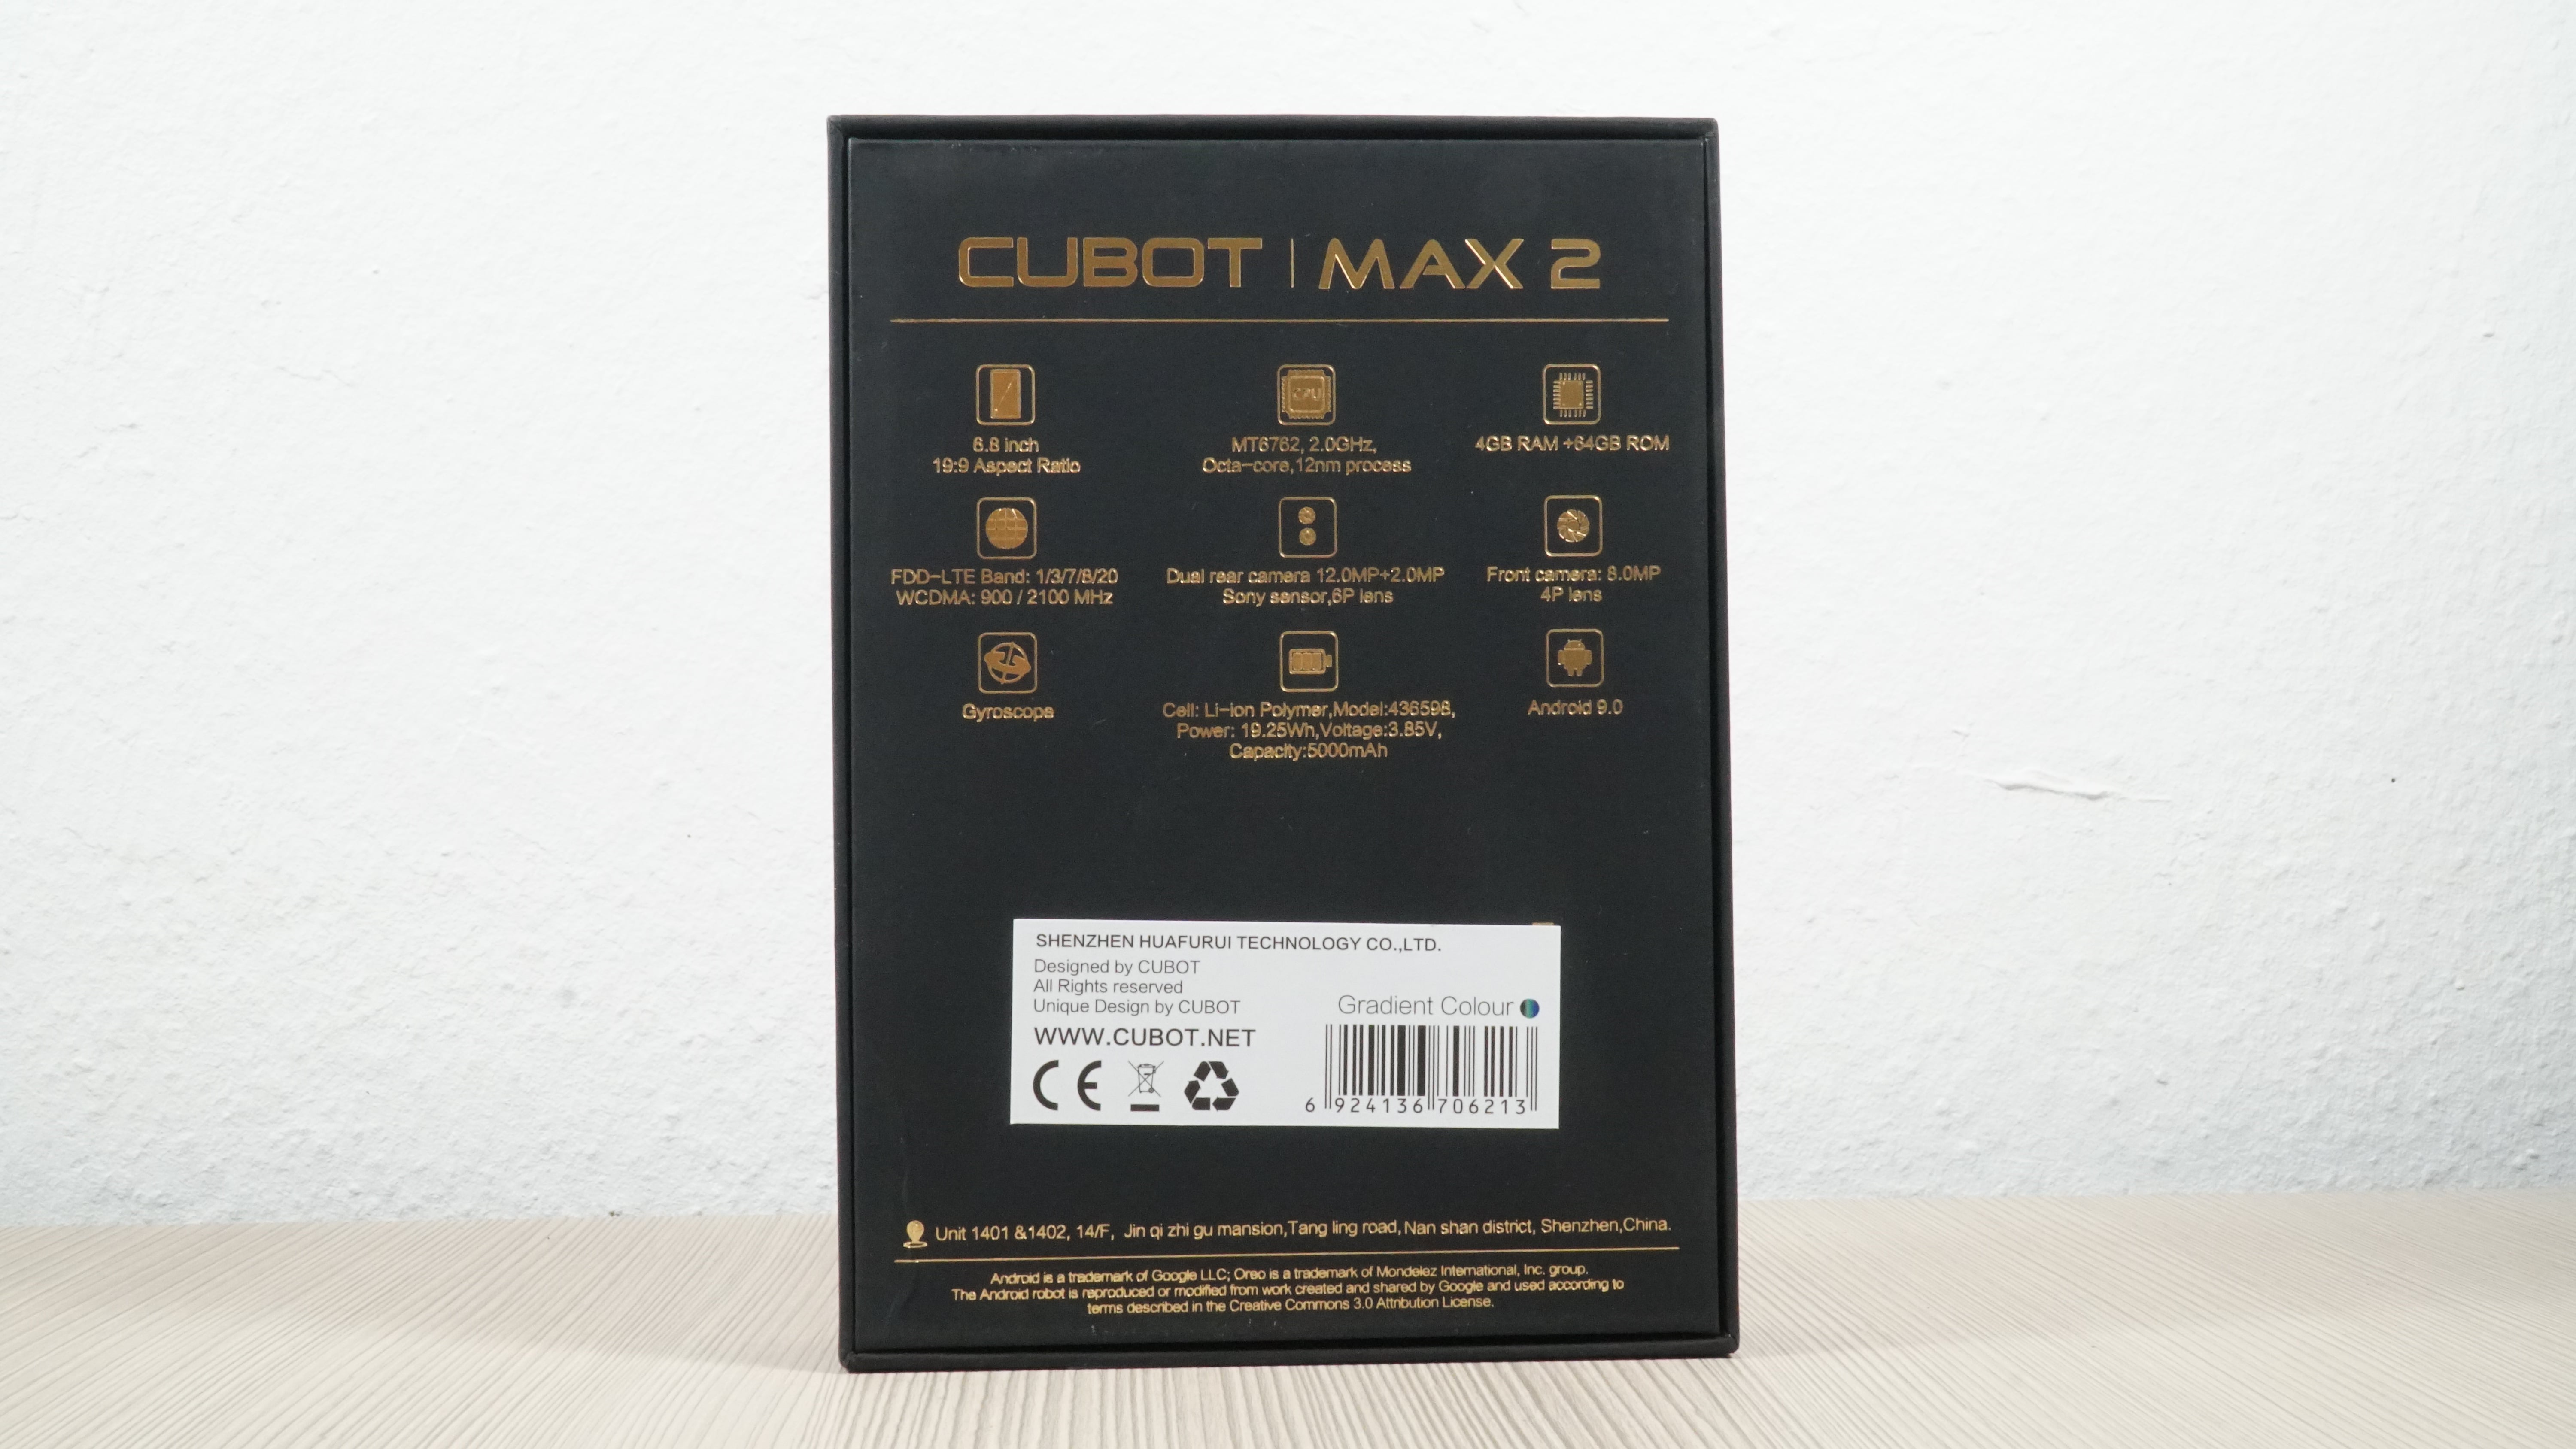 CUBOT | MAX 2
6.8 inch
19:9 Aspect Ratio
CPU
MT6762, 2.0GHz,
Octa-core,12nm process
4GB RAM +64GB ROM
FDD-LTE Band: 1/3/7/8/20
WCDMA: 900 / 2100 MHz
Dual rear camera 12.0MP+2.0MP
Sony sensor,6P lens
Front camera: 8.0MP
4P lens
Gyroscope
Cell: Li-ion Polymer,Model:436598,
Power: 19.25Wh,Voltage:3.85V,
Capacity:5000mAh
Android 9.0
SHENZHEN HUAFURUI TECHNOLOGY CO.,LTD.
Designed by CUBOT
All Rights reserved
Unique Design by CUBOT
WWW.CUBOT.NET
CE
Gradient Colour
6 924136 706213
Unit 1401 &1402, 14/F, Jin qi zhi gu mansion,Tang ling road, Nan shan district, Shenzhen,China.
Android is a trademark of Google LLC; Oreo is a trademark of Mondelez International, Inc. group.
The Android robot is reproduced or modified from work created and shared by Google and used according to
terms described in the Creative Commons 3.0 Attribution License.